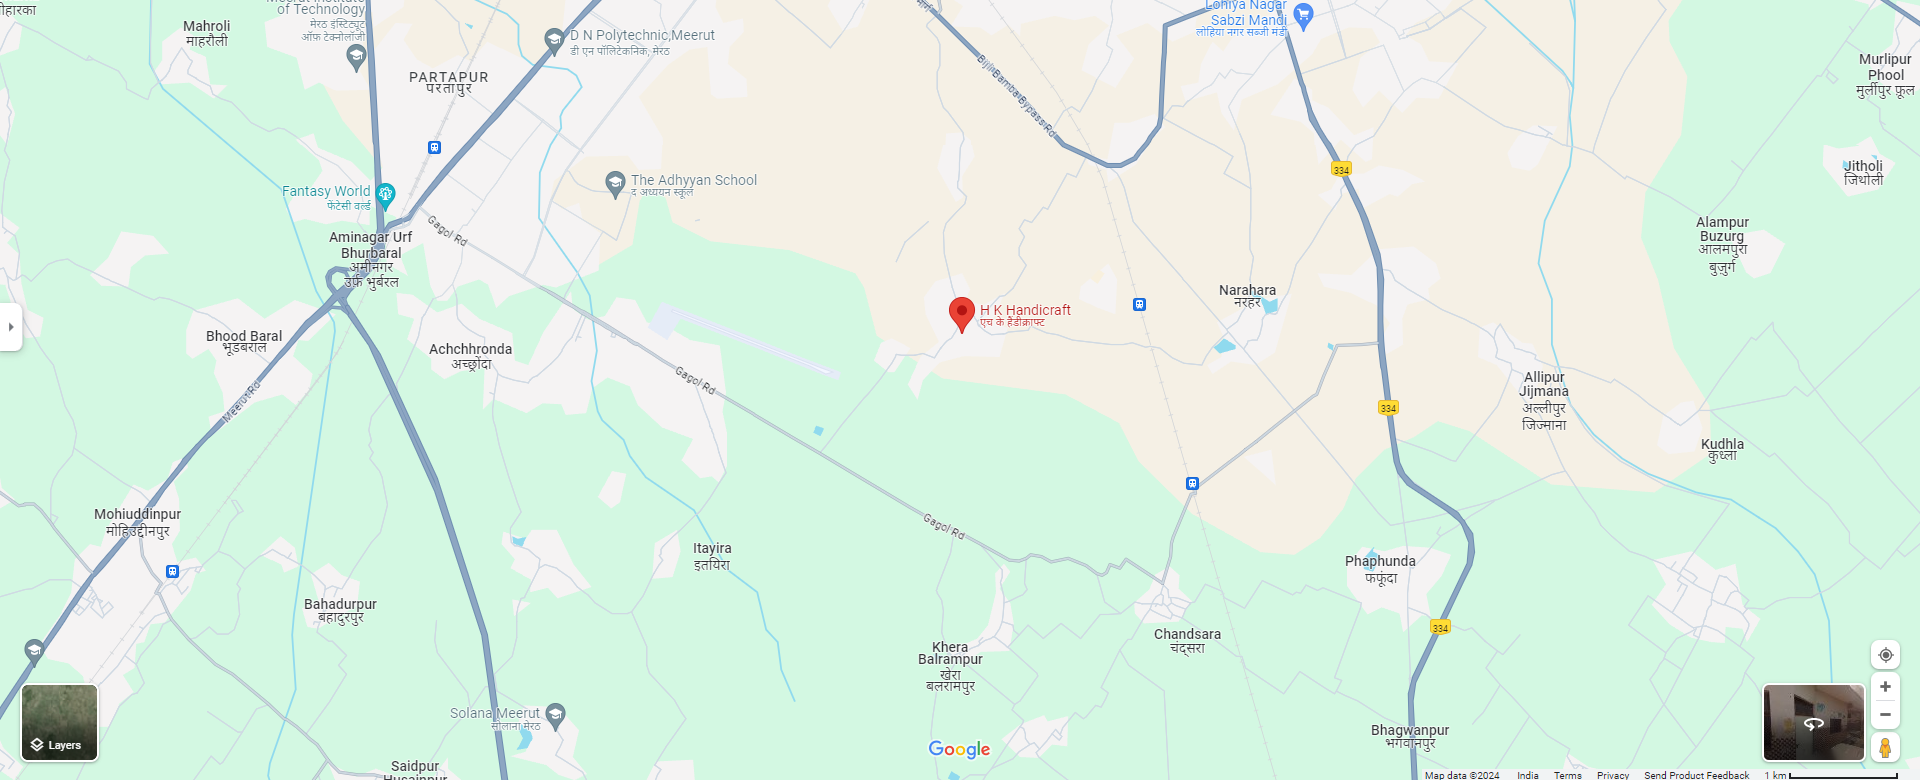 Mahroli
माहरौली
of Technology
मेरठ इंस्टिट्यूट
ऑफ़ टेक्नोलॉजी
D N Polytechnic,Meerut
डी एन पॉलिटेकनिक, मेरठ
PARTAPUR
परतापुर
Lohiya Nagar
Sabzi Mandi
लोहिया नगर सब्जी मंडी
Bijli Bamba Bypass Rd
Murlipur
Phool
मुर्लीपुर फ़ूल
334
Jitholi
जिथोली
The Adhyyan School
द अध्ययन स्कूल
Fantasy World
फेंटेसी वर्ल्ड
Gagol Rd
Aminagar Urf
Bhurbaral
अमीनगर
उर्फ़ भुर्बरल
Alampur
Buzurg
आलमपुरा
बुजुर्ग
Narahara
नरहर
H K Handicraft
एच के हैंडीक्राफ्ट
Bhood Baral
भूडबराल
Achchhronda
अच्छ्रोंदा
Meerut Rd
Gagol Rd
334
Allipur
Jijmana
अल्लीपुर
जिज्माना
Kudhla
कुध्ला
Mohiuddinpur
मोहिउद्दीनपुर
Gagol Rd
Itayira
इतयिरा
Phaphunda
फफूंदा
Bahadurpur
बहादुरपुर
334
Chandsara
चंद्सरा
Khera
Balrampur
खेरा
बलरामपुर
Solana Meerut
सोलाना मेरठ
Bhagwanpur
भगवानपुर
Layers
Google
Saidpur
Map data ©2024 India Terms Privacy Send Product Feedback 1 km